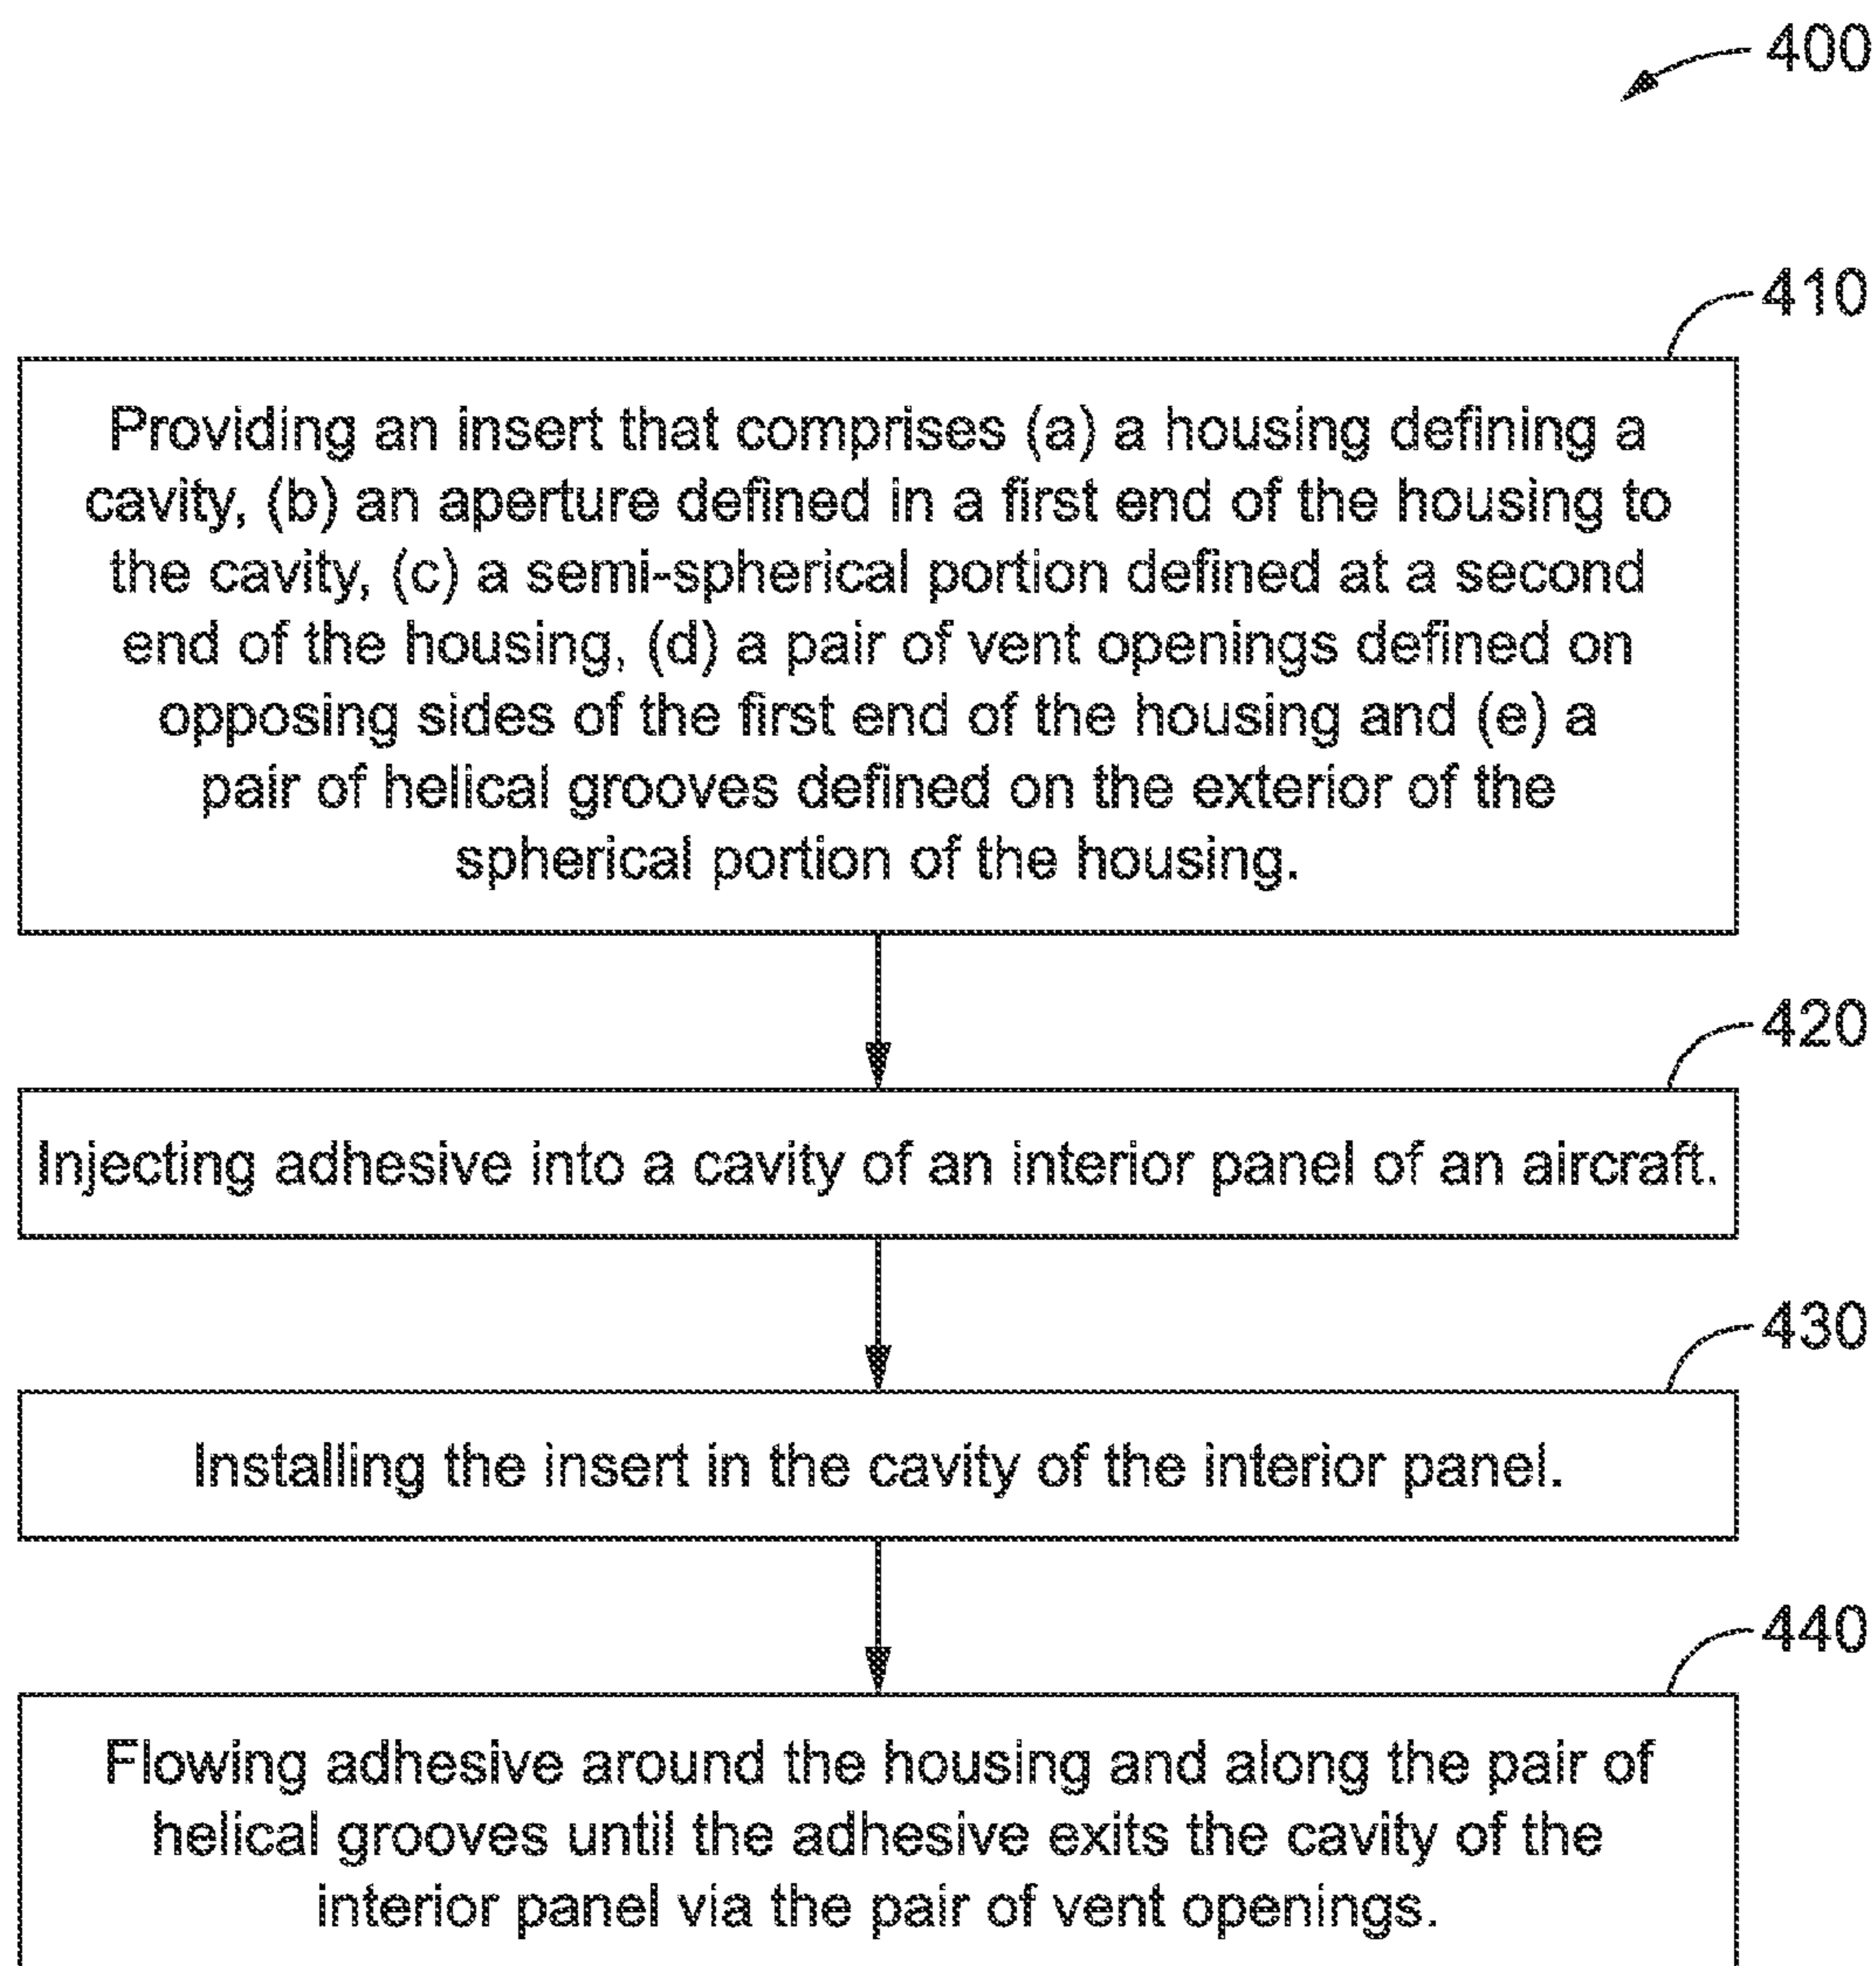 400
410
Providing an insert that comprises (a) a housing defining a
cavity, (b) an aperture defined in a first end of the housing to
the cavity, (c) a semi-spherical portion defined at a second
end of the housing, (d) a pair of vent openings defined on
opposing sides of the first end of the housing and (e) a
pair of helical grooves defined on the exterior of the
spherical portion of the housing.
420
Injecting adhesive into a cavity of an interior panel of an aircraft.
430
Installing the insert in the cavity of the interior panel.
440
Flowing adhesive around the housing and along the pair of
helical grooves until the adhesive exits the cavity of the
interior panel via the pair of vent openings.